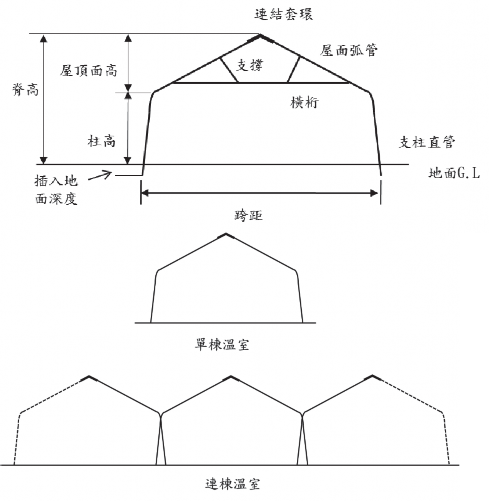 連結套環
屋面弧管
屋頂面高
支撐
脊高
橫桁
柱高
支柱直管
地面G.L
插入地
面深度
跨距
單棟溫室
連棟溫室